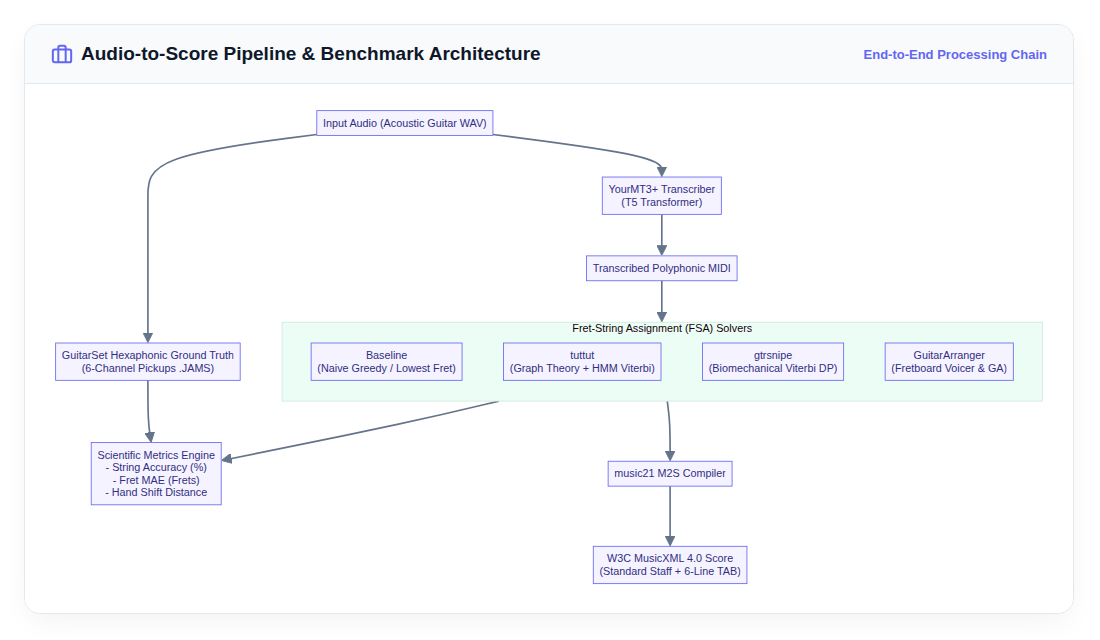 Audio-to-Score Pipeline & Benchmark Architecture
End-to-End Processing Chain
Input Audio (Acoustic Guitar WAV)
YourMT3+ Transcriber
(T5 Transformer)
Transcribed Polyphonic MIDI
Fret-String Assignment (FSA) Solvers
GuitarSet Hexaphonic Ground Truth
(6-Channel Pickups .JAMS)
Baseline
(Naive Greedy / Lowest Fret)
tuttut
(Graph Theory + HMM Viterbi)
gtrsnipe
(Biomechanical Viterbi DP)
GuitarArranger
(Fretboard Voicer & GA)
Scientific Metrics Engine
- String Accuracy (%)
- Fret MAE (Frets)
- Hand Shift Distance
music21 M2S Compiler
W3C MusicXML 4.0 Score
(Standard Staff + 6-Line TAB)